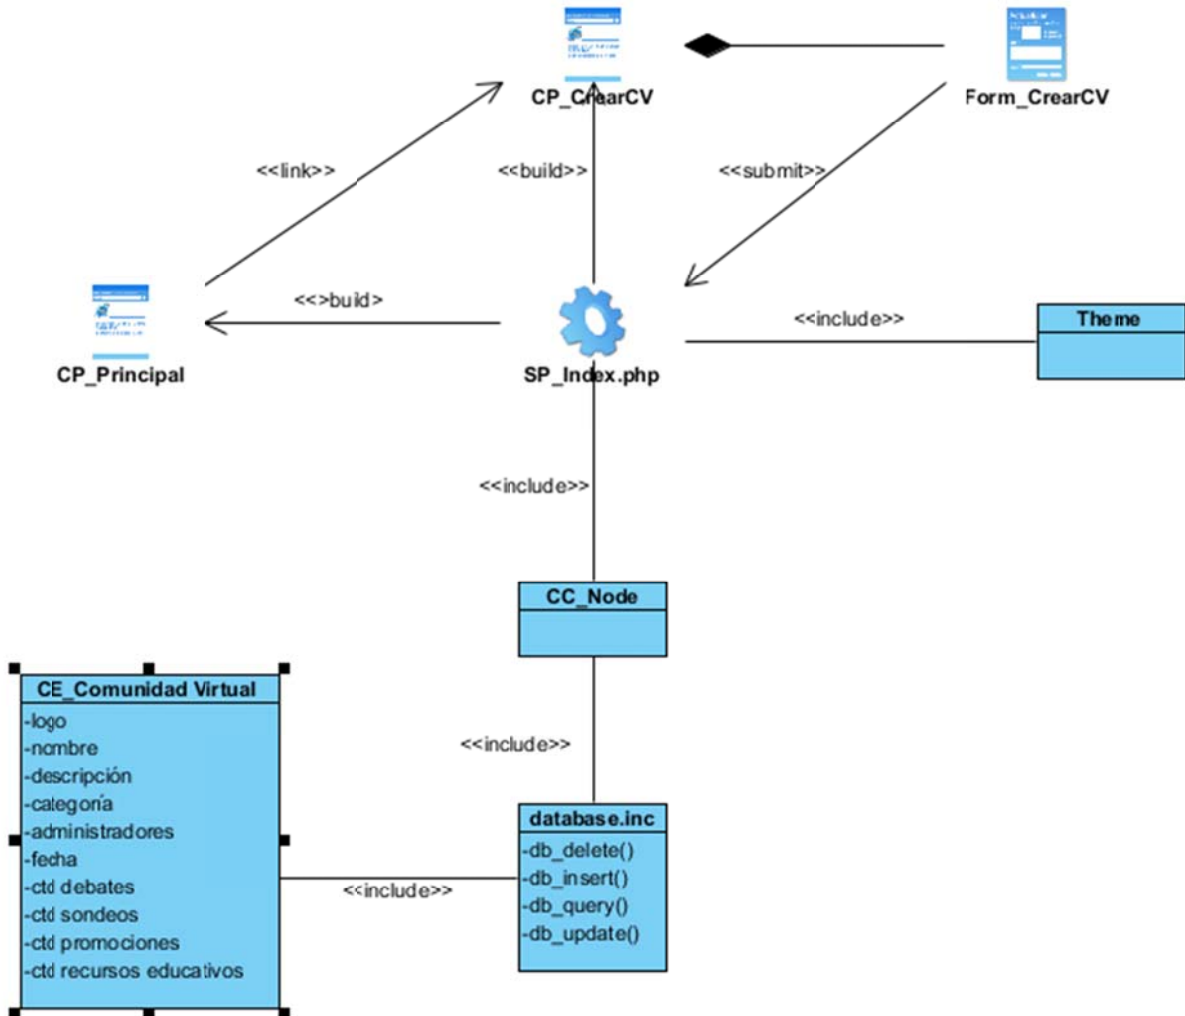 CP_CrearCV
Form_CrearCV
<<link>>
<<build>>
<<submit>>
<<>buid>
<<include>>
Theme
CP_Principal
SP_Index.php
<<include>>
CC_Node
CE_Comunidad Virtual
-logo
-nombre
-descripción
-categoría
-administradores
-fecha
-ctd debates
-ctd sondeos
-ctd promociones
-ctd recursos educativos
<<include>>
database.inc
-db_delete()
-db_insert()
-db_query()
-db_update()
<<include>>